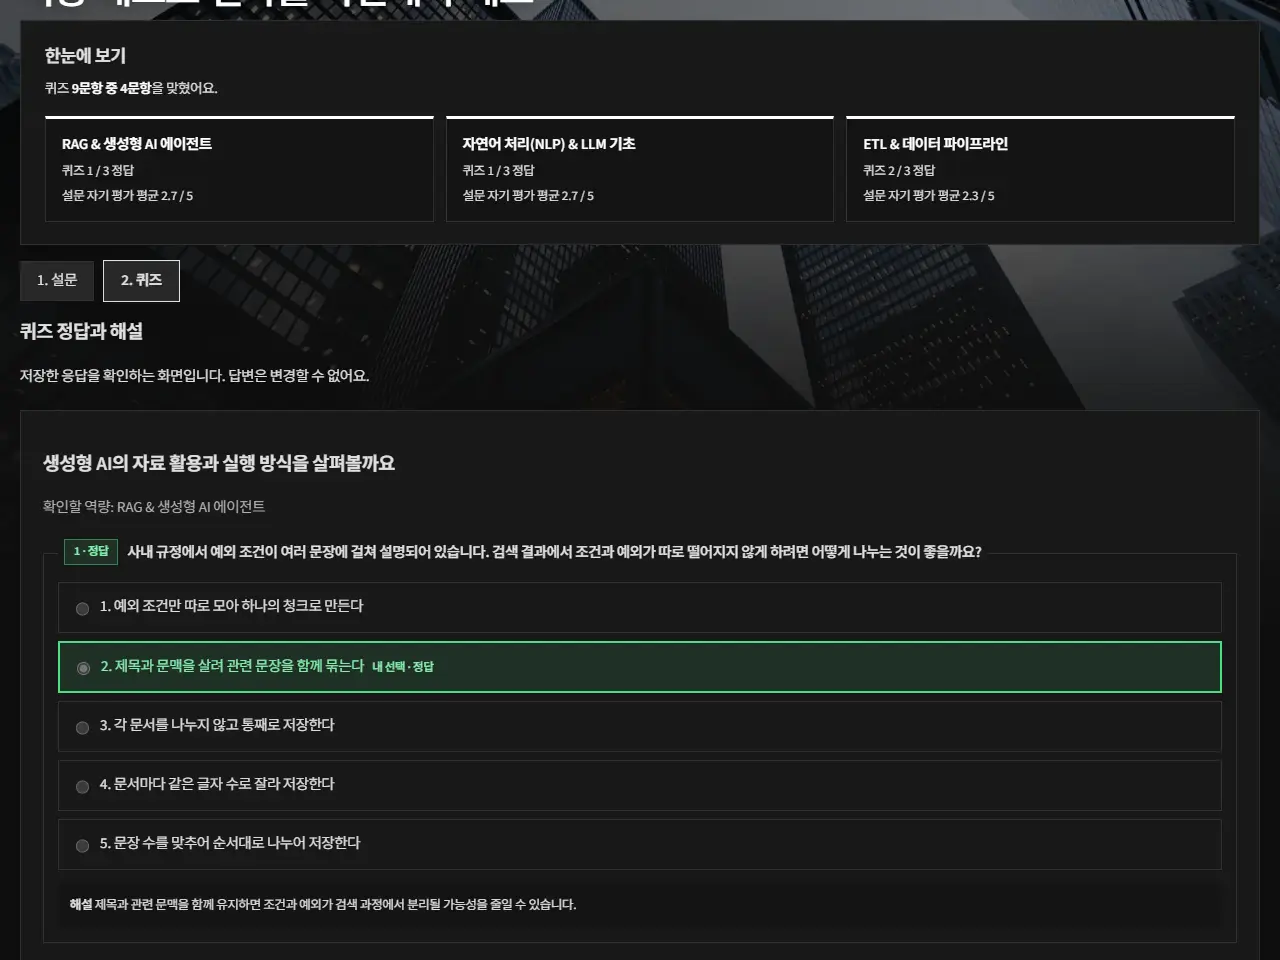 한눈에 보기
퀴즈 9문항 중 4문항을 맞혔어요.
RAG & 생성형 AI 에이전트
퀴즈 1 / 3 정답
설문 자기 평가 평균 2.7 / 5
자연어 처리(NLP) & LLM 기초
퀴즈 1 / 3 정답
설문 자기 평가 평균 2.7 / 5
ETL & 데이터 파이프라인
퀴즈 2 / 3 정답
설문 자기 평가 평균 2.3 / 5
1. 설문
2. 퀴즈
퀴즈 정답과 해설
저장한 응답을 확인하는 화면입니다. 답변은 변경할 수 없어요.
생성형 AI의 자료 활용과 실행 방식을 살펴볼까요
확인할 역량: RAG & 생성형 AI 에이전트
1 · 정답 사내 규정에서 예외 조건이 여러 문장에 걸쳐 설명되어 있습니다. 검색 결과에서 조건과 예외가 따로 떨어지지 않게 하려면 어떻게 나누는 것이 좋을까요?
1. 예외 조건만 따로 모아 하나의 청크로 만든다
2. 제목과 문맥을 살려 관련 문장을 함께 묶는다 내 선택 · 정답
3. 각 문서를 나누지 않고 통째로 저장한다
4. 문서마다 같은 글자 수로 잘라 저장한다
5. 문장 수를 맞추어 순서대로 나누어 저장한다
해설 제목과 관련 문맥을 함께 유지하면 조건과 예외가 검색 과정에서 분리될 가능성을 줄일 수 있습니다.